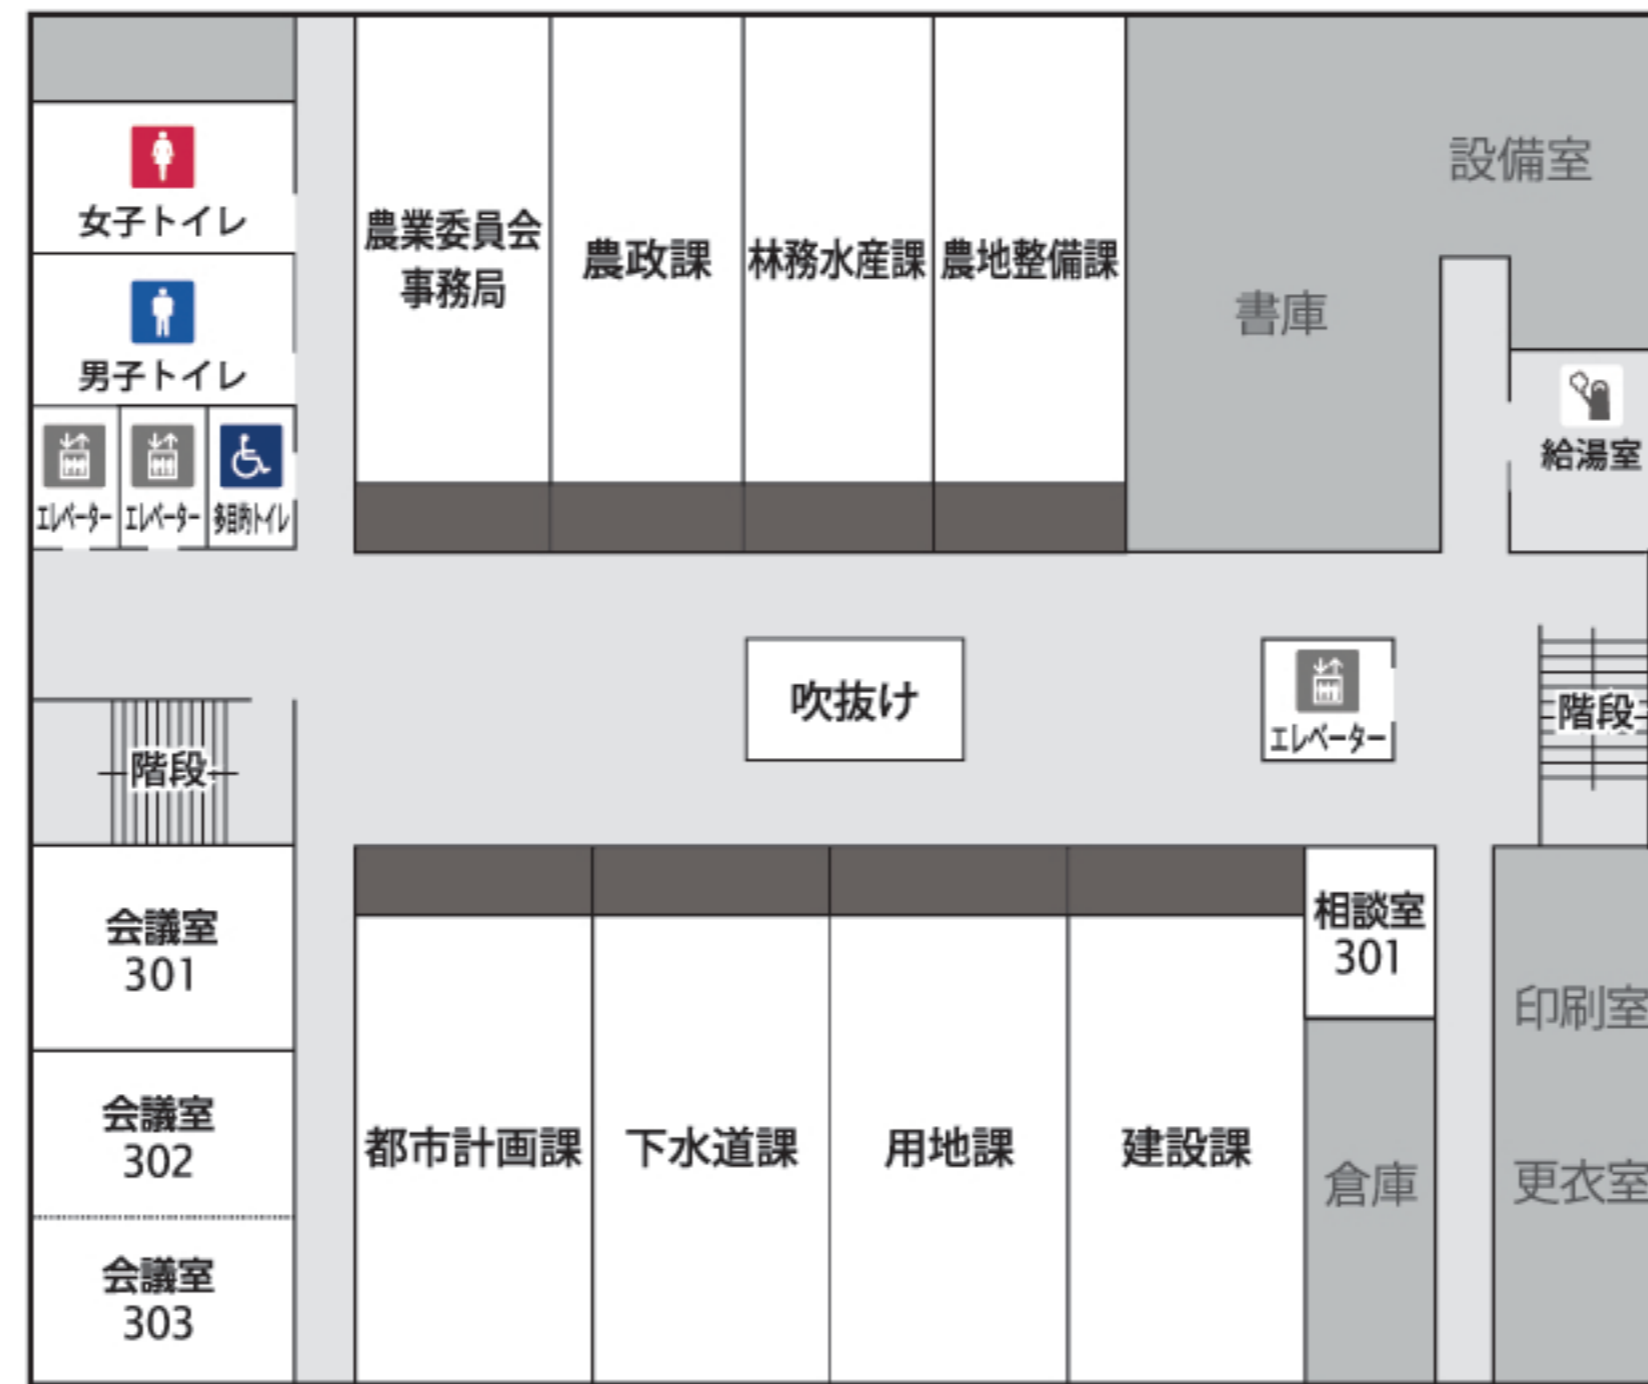 設備室
女子トイレ
農業委員会
事務局
農政課
林務水産課
農地整備課
書庫
男子トイレ
給湯室
エレベーター
エレベーター
多目的トイレ
吹抜け
エレベーター
階段
階段
会議室
301
相談室
301
印刷室
会議室
302
都市計画課
下水道課
用地課
建設課
倉庫
更衣室
会議室
303